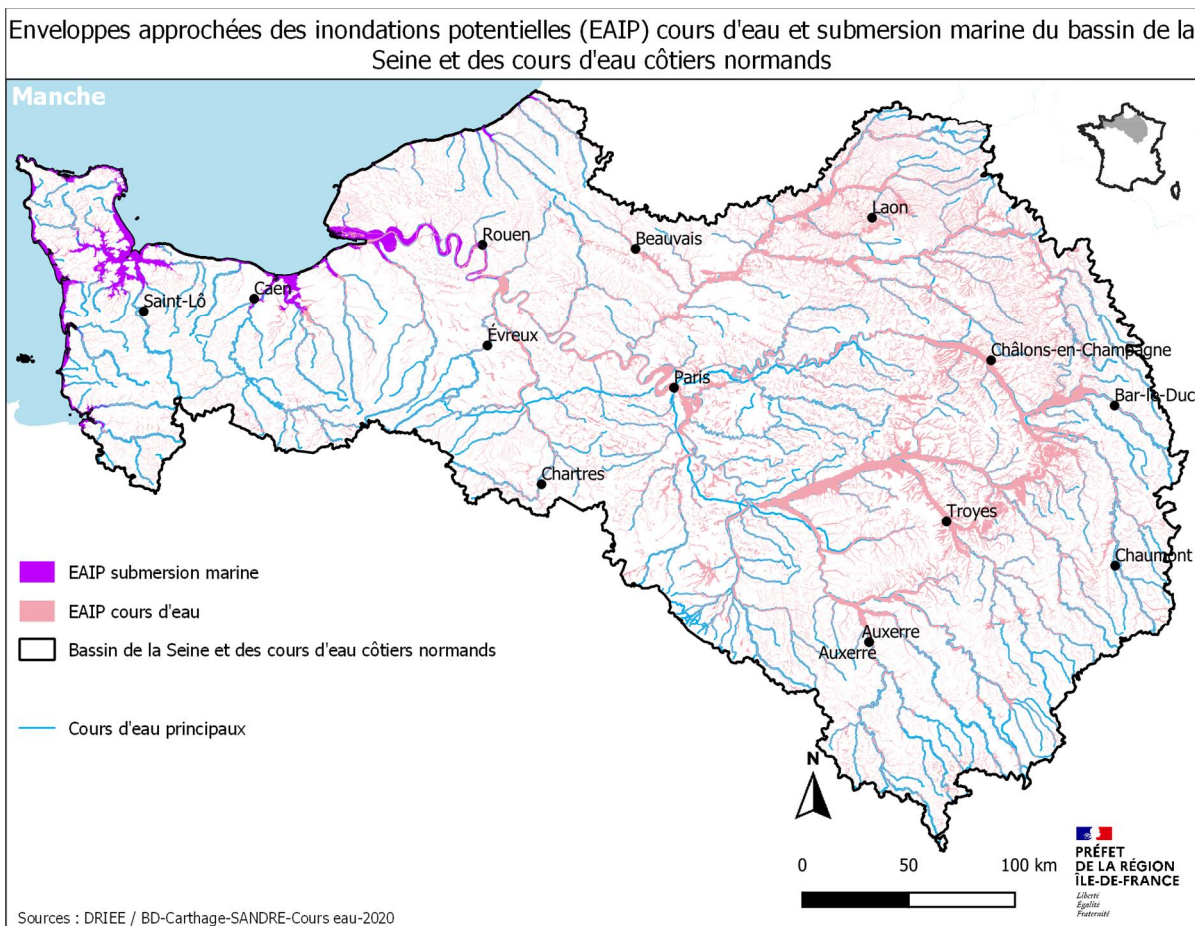 Enveloppes approchées des inondations potentielles (EAIP) cours d'eau et submersion marine du bassin de la
Seine et des cours d'eau côtiers normands
Manche
Laon
Rouen
Beauvais
Caen
Saint-Lô
Évreux
Châlons-en-Champagne
Paris
Bar-le-Duc
Chartres
Troyes
Chaumont
EAIP submersion marine
EAIP cours d'eau
Auxerre
Bassin de la Seine et des cours d'eau côtiers normands
Auxerre
Cours d'eau principaux
N
0 50 100 km
PRÉFET
DE LA RÉGION
ÎLE-DE-FRANCE
Liberté
Égalité
Fraternité
Sources : DRIEE / BD-Carthage-SANDRE-Cours eau-2020